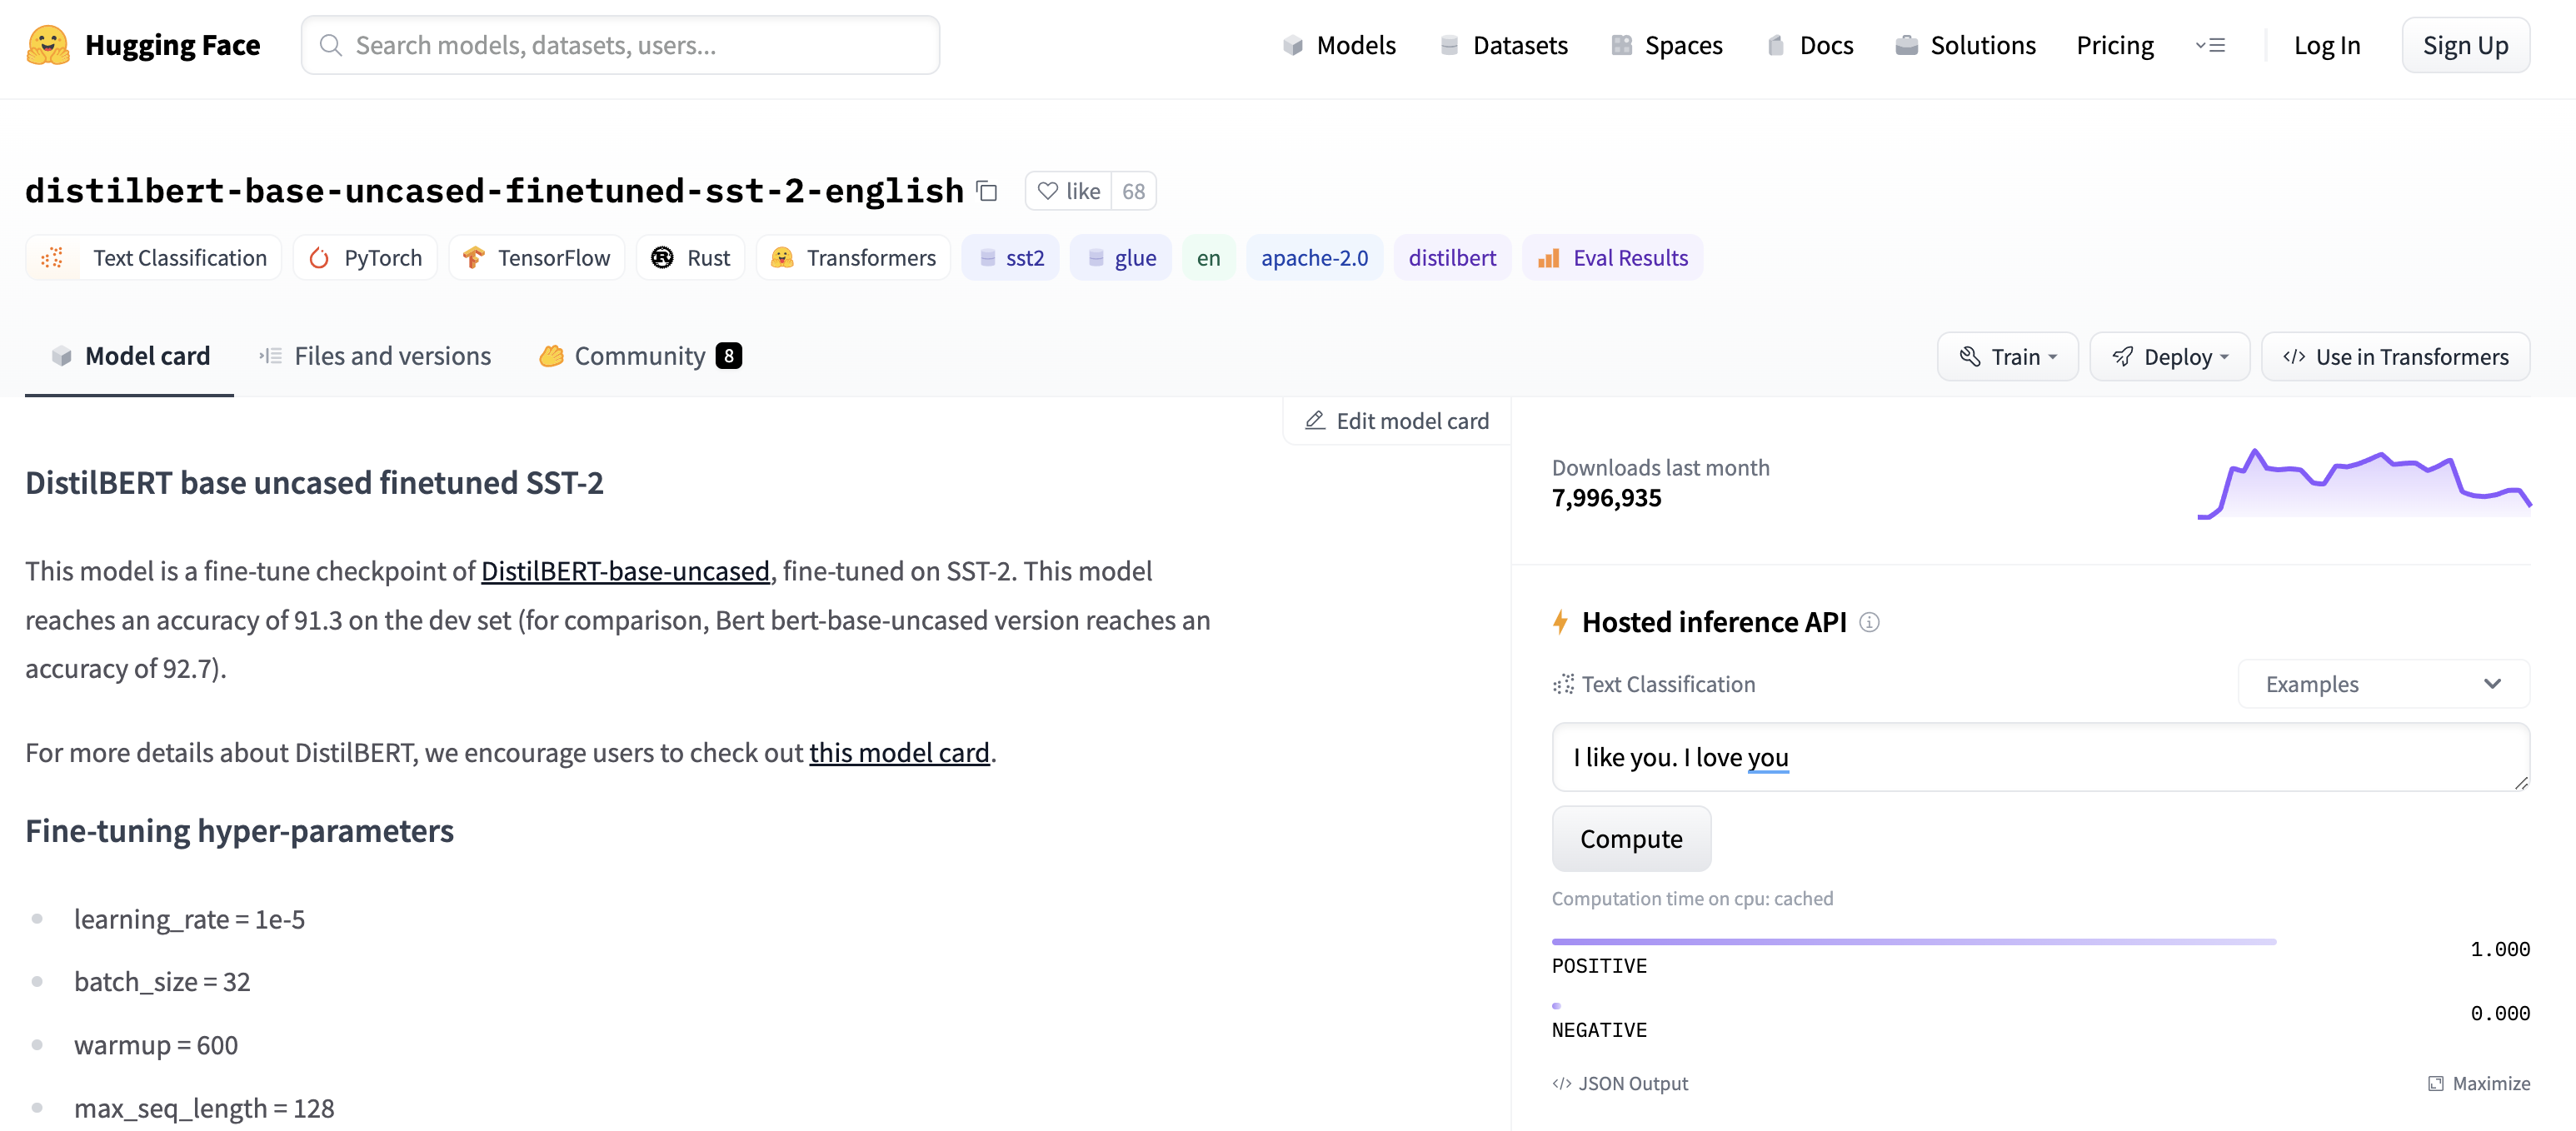 Hugging Face
Search models, datasets, users...
Models
Datasets
Spaces
Docs
Solutions
Pricing
Log In
Sign Up
distilbert-base-uncased-finetuned-sst-2-english
like 68
Text Classification
PyTorch
TensorFlow
Rust
Transformers
sst2
glue
en
apache-2.0
distilbert
Eval Results
Model card
Files and versions
Community 8
Train
Deploy
</> Use in Transformers
Edit model card
DistilBERT base uncased finetuned SST-2
This model is a fine-tune checkpoint of DistilBERT-base-uncased, fine-tuned on SST-2. This model
reaches an accuracy of 91.3 on the dev set (for comparison, Bert bert-base-uncased version reaches an
accuracy of 92.7).
For more details about DistilBERT, we encourage users to check out this model card.
Fine-tuning hyper-parameters
learning_rate = 1e-5
batch_size = 32
warmup = 600
max_seq_length = 128
Downloads last month
7,996,935
Hosted inference API
Text Classification
Examples
I like you. I love you
Compute
Computation time on cpu: cached
POSITIVE
1.000
NEGATIVE
0.000
</> JSON Output
Maximize